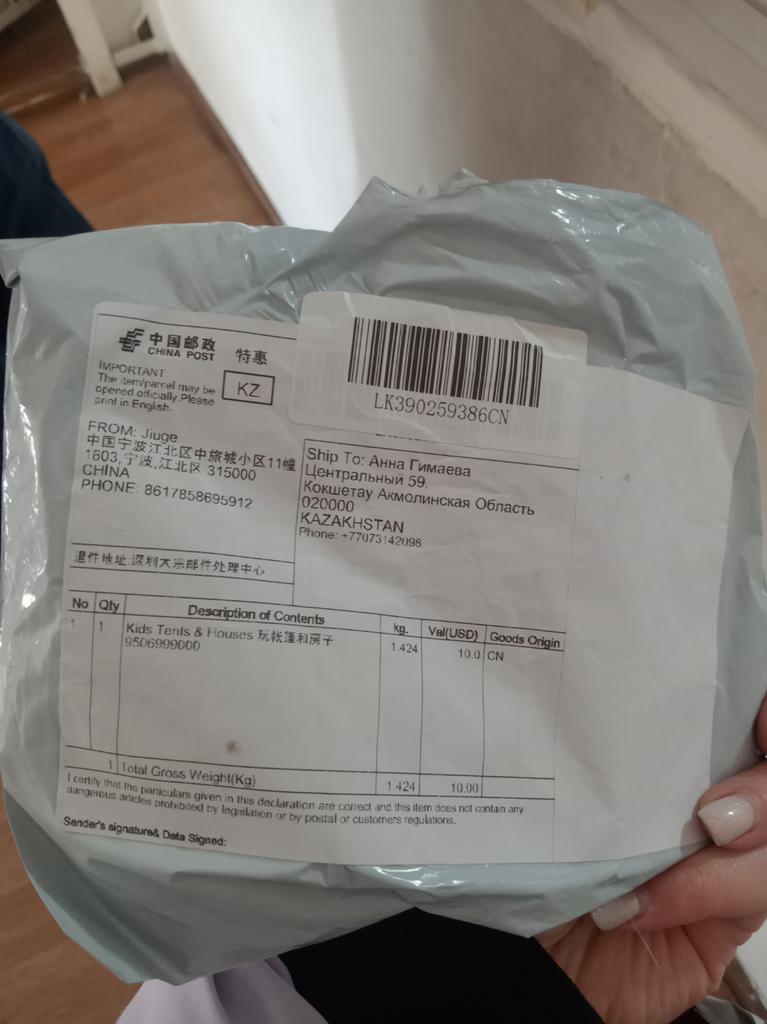 中国邮政
CHINA POST
特惠
IMPORTANT
The item/parcel may be
opened officially.Please
print in English.
KZ
LK390259386CN
FROM: Jiuge
中国宁波江北区中旅城小区11幢
1603,宁波,江北区 315000
CHINA
PHONE: 8617858695912
Ship To: Анна Гимаева
Центральный 59,
Кокшетау Акмолинская Область
020000
KAZAKHSTAN
Phone: +77073142098
退件地址:深圳大宗邮件处理中心
No Qty Description of Contents kg. Val(USD) Goods Origin
1 1 Kids Tents & Houses 玩帐篷和房子 1.424 10.0 CN
9506999000
1 Total Gross Weight(Kg) 1.424 10.00
I certify that the particulars given in this declaration are correct and this item does not contain any
dangerous articles prohibited by legislation or by postal or customers regulations.
Sender's signature& Data Signed: